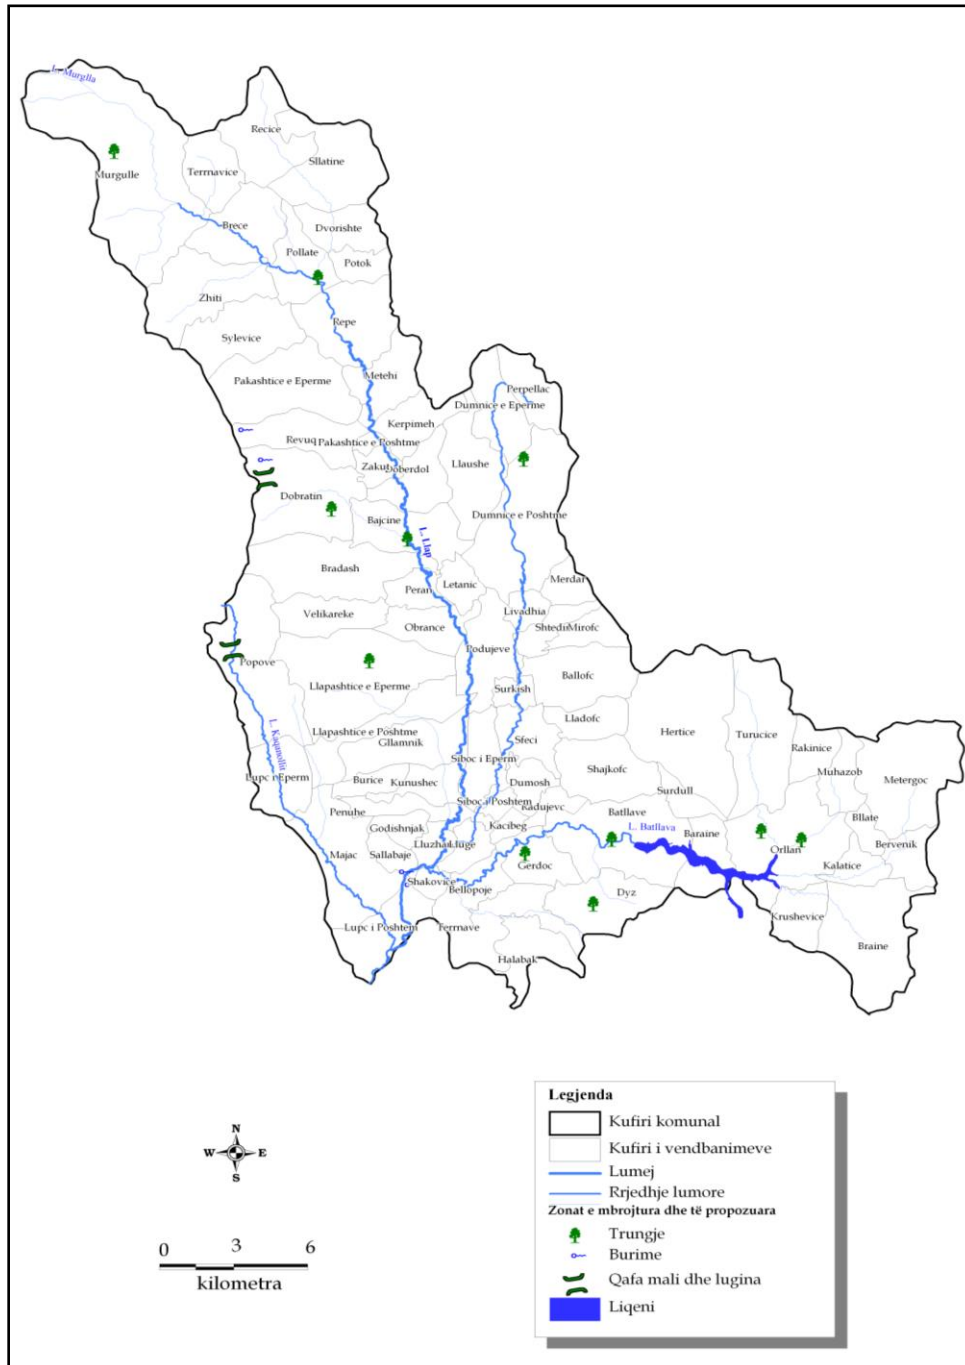 L. Murglla
Recice
Sllatine
Murgulle
Termavice
Brece
Dvorishte
Pollate
Potok
Zhiti
Repe
Sylevice
Metehi
Pakashtice e Eperme
Perpellac
Dumnice e Eperme
Kerpimeh
Revuq
Pakashtice e Poshtme
Zakut
Doberdol
Llaushe
Dobratin
Bajcine
Dumnice e Poshtme
L. Llap
Bradash
Merdar
Peran
Letanic
Velikareke
Livadhia
Obrance
Shtedim
Mirofc
Popove
Podujeve
Ballofc
Llapashtice e Eperme
Surkish
L. Kaqmollit
Lladofc
Llapashtice e Poshtme
Hertice
Turucice
Gllamnik
Sfeci
Rakinice
Siboc i Eperm
Lupc i Eperm
Shajkofc
Muhazob
Metergoc
Burice
Kunushec
Dumosh
Surdull
Siboc i Poshtem
Radujevc
Batllave
Penuhe
Bllate
Godishnjak
Kacibeg
L. Batllava
Baraine
Lluzhan
Lluge
Orllan
Bervenik
Majac
Sallabaje
Gerdoc
Kalatice
Shakovice
Bellopoje
Dyz
Krushevice
Lupc i Poshtem
Termave
Braine
Halabak
N
W E
S
0 3 6
kilometra
Legjenda
Kufiri komunal
Kufiri i vendbanimeve
Lumej
Rrjedhje lumore
Zonat e mbrojtura dhe të propozuara
Trungje
Burime
Qafa mali dhe lugina
Liqeni